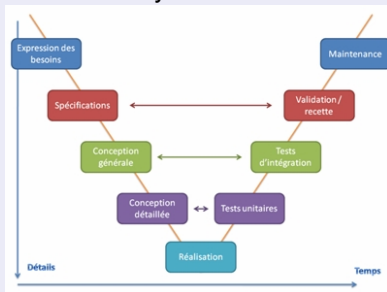 Expression des
besoins
Maintenance
Spécifications
Validation /
recette
Conception
générale
Tests
d'intégration
Conception
détaillée
Tests unitaires
Réalisation
Détails
Temps